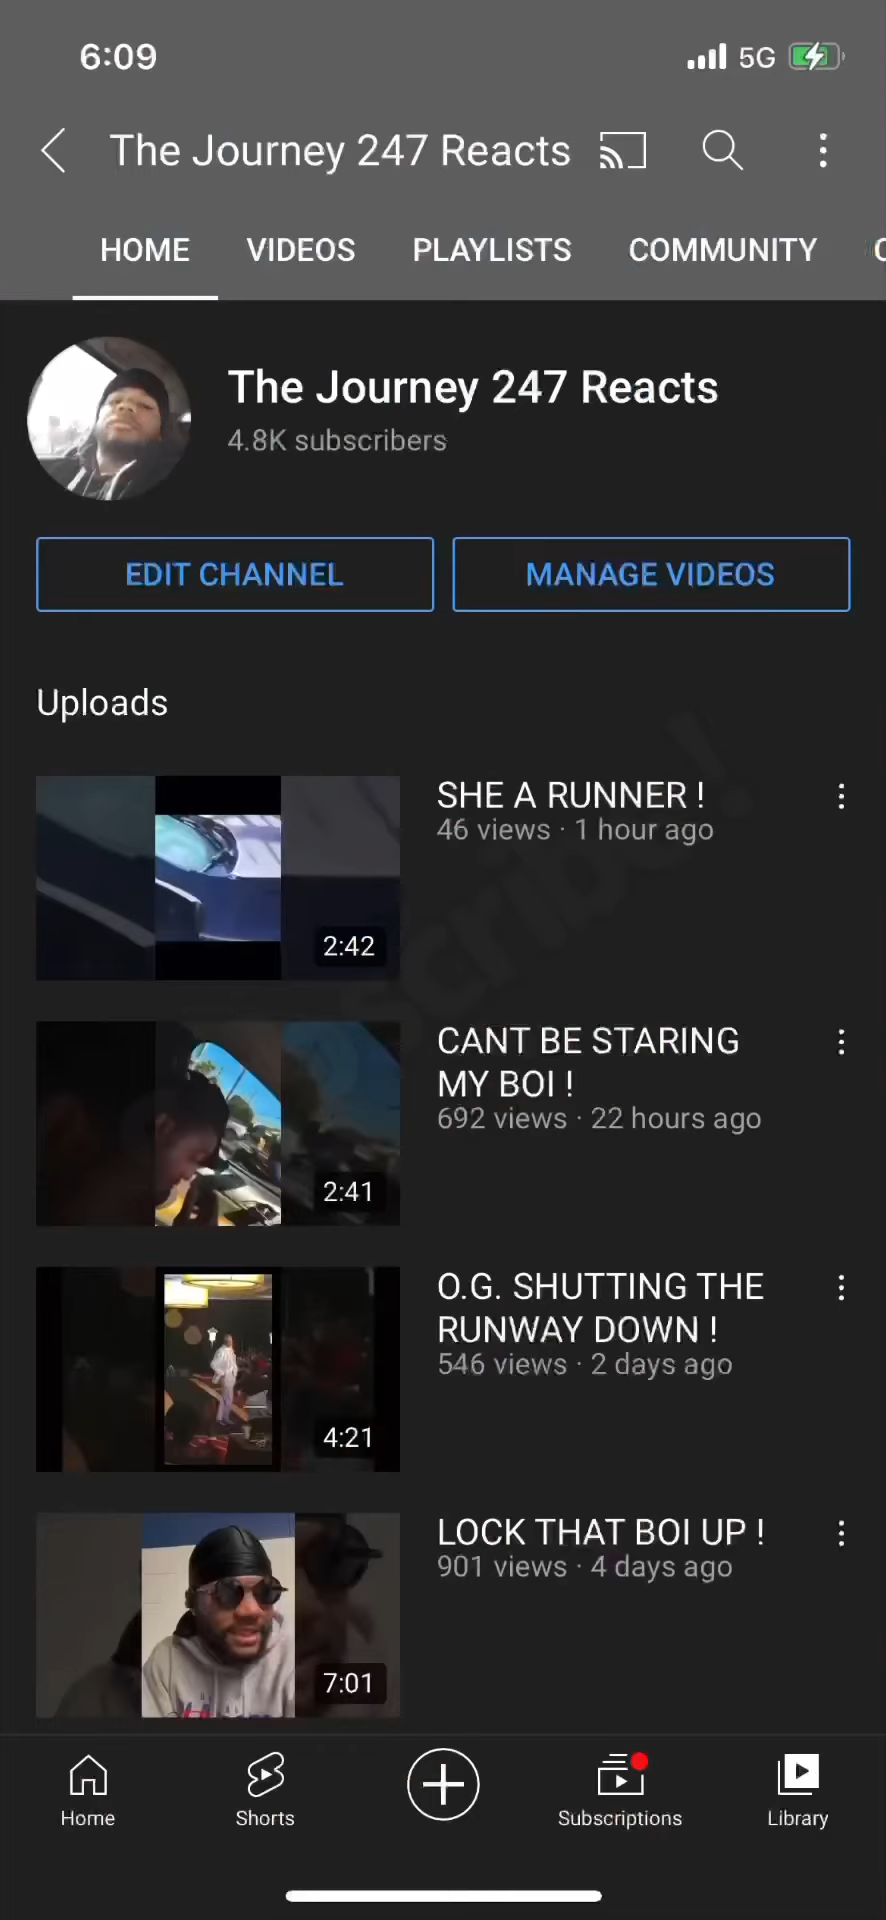 6:09
5G
The Journey 247 Reacts
HOME VIDEOS PLAYLISTS COMMUNITY
The Journey 247 Reacts
4.8K subscribers
EDIT CHANNEL MANAGE VIDEOS
Uploads
SHE A RUNNER !
46 views · 1 hour ago
2:42
CANT BE STARING
MY BOI !
692 views · 22 hours ago
2:41
O.G. SHUTTING THE
RUNWAY DOWN !
546 views · 2 days ago
4:21
LOCK THAT BOI UP !
901 views · 4 days ago
7:01
Home Shorts Subscriptions Library